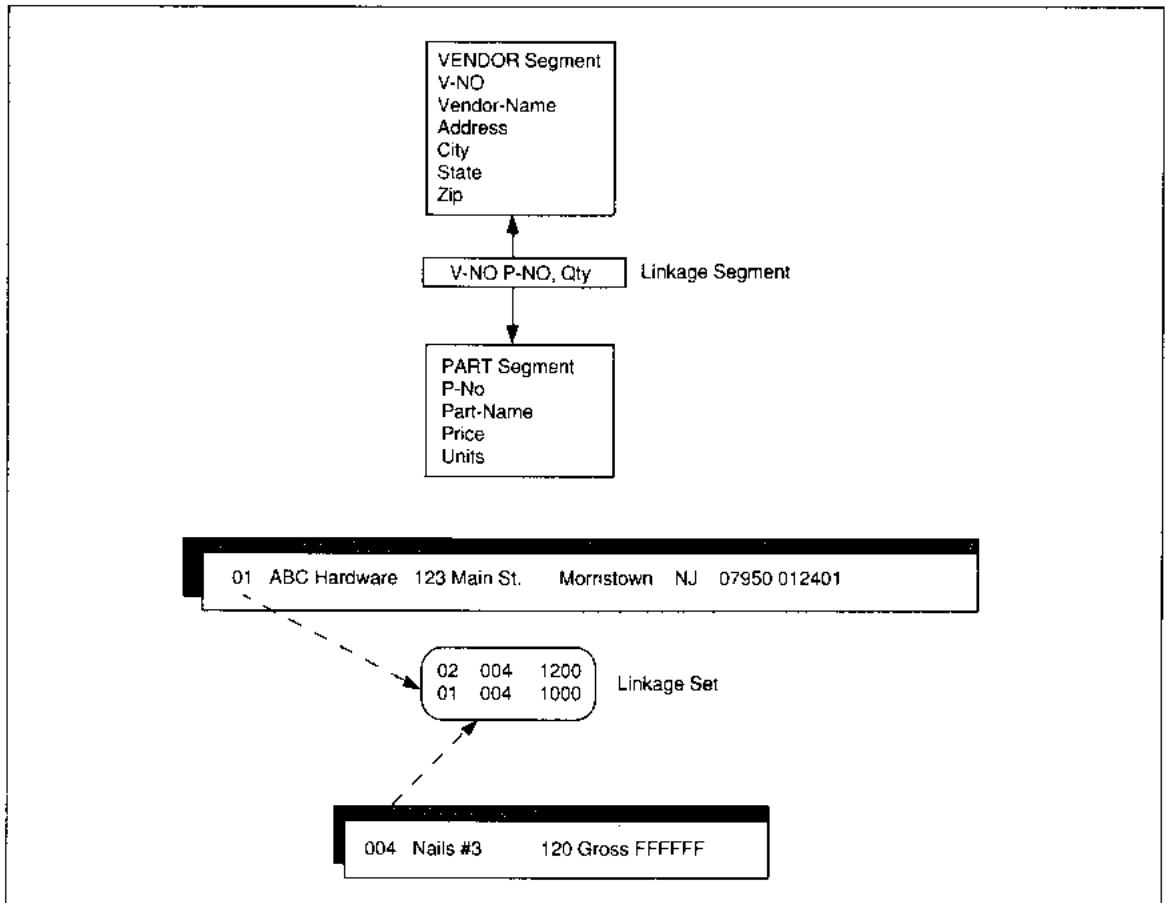 VENDOR Segment
V-NO
Vendor-Name
Address
City
State
Zip
V-NO P-NO, Qty
Linkage Segment
PART Segment
P-No
Part-Name
Price
Units
01 ABC Hardware 123 Main St. Morristown NJ 07950 012401
02 004 1200
01 004 1000
Linkage Set
004 Nails #3 120 Gross FFFFFF